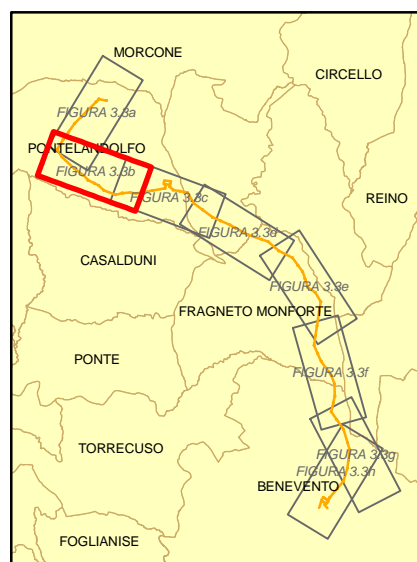 MORCONE
CIRCELLO
FIGURA 3.3a
PONTELANDOLFO
FIGURA 3.3b
REINO
FIGURA 3.3c
FIGURA 3.3d
CASALDUNI
FIGURA 3.3e
FRAGNETO MONFORTE
PONTE
FIGURA 3.3f
TORRECUSO
FIGURA 3.3g
FIGURA 3.3h
BENEVENTO
FOGLIANISE